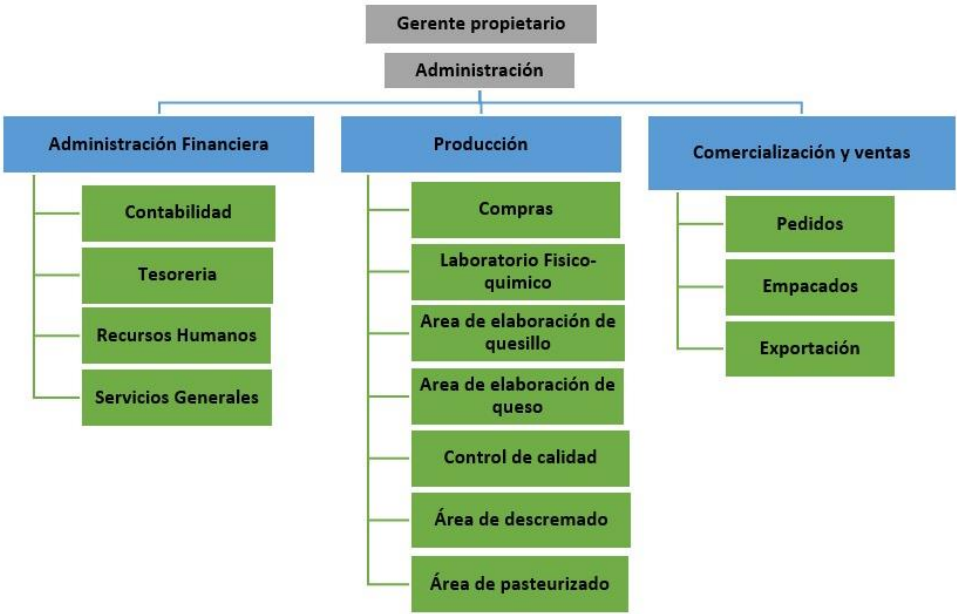 Gerente propietario
Administración
Administración Financiera
Contabilidad
Tesoreria
Recursos Humanos
Servicios Generales
Producción
Compras
Laboratorio Fisico-
quimico
Area de elaboración de
quesillo
Area de elaboración de
queso
Control de calidad
Área de descremado
Área de pasteurizado
Comercialización y ventas
Pedidos
Empacados
Exportación